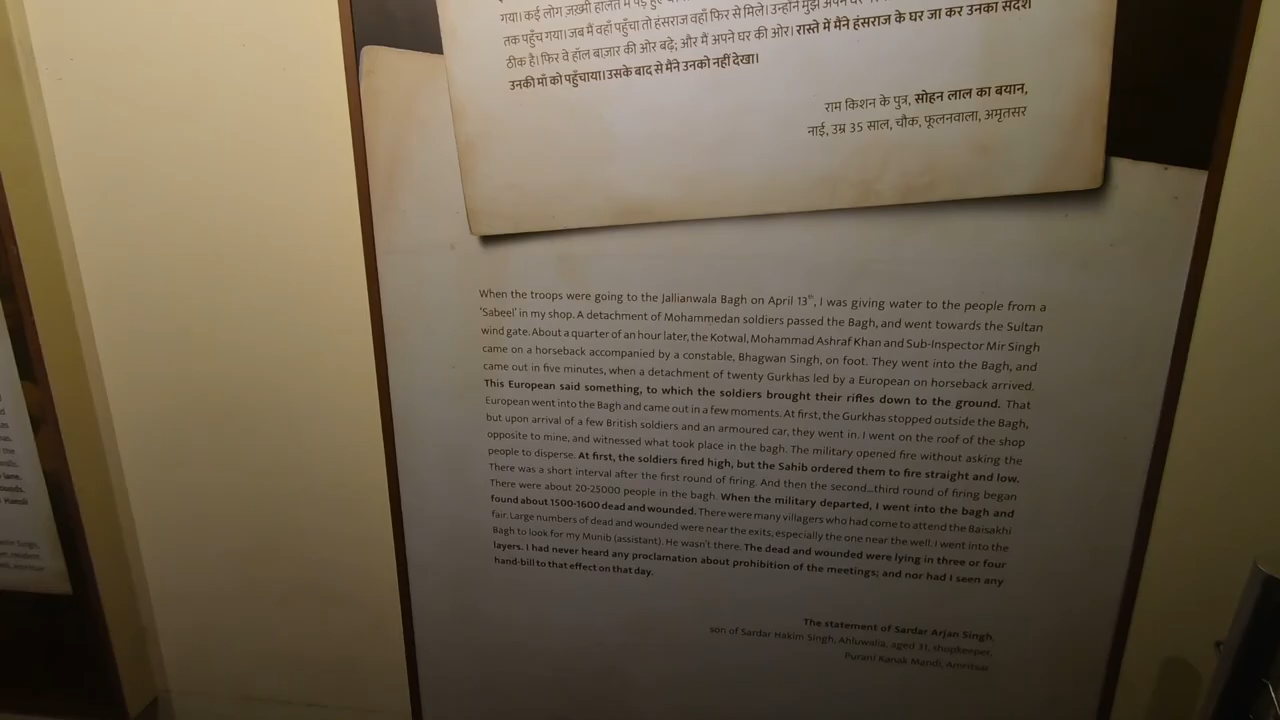 गया। कई लोग ज़ख़्मी हालत में पड़े हुए
तक पहुँच गया। जब मैं वहाँ पहुँचा तो हंसराज वहाँ फिर से मिले। उन्होंने मुझे अपने घर
ठीक है। फिर वे हॉल बाज़ार की ओर बढ़े; और मैं अपने घर की ओर। रास्ते में मैंने हंसराज के घर जा कर उनका संदेश
उनकी माँ को पहुँचाया। उसके बाद से मैंने उनको नहीं देखा।
राम किशन के पुत्र, सोहन लाल का बयान,
नाई, उम्र 35 साल, चौक, फूलनवाला, अमृतसर
When the troops were going to the Jallianwala Bagh on April 13th, I was giving water to the people from a
'Sabeel' in my shop. A detachment of Mohammedan soldiers passed the Bagh, and went towards the Sultan
wind gate. About a quarter of an hour later, the Kotwal, Mohammad Ashraf Khan and Sub-Inspector Mir Singh
came on a horseback accompanied by a constable, Bhagwan Singh, on foot. They went into the Bagh, and
came out in five minutes, when a detachment of twenty Gurkhas led by a European on horseback arrived.
This European said something, to which the soldiers brought their rifles down to the ground. That
European went into the Bagh and came out in a few moments. At first, the Gurkhas stopped outside the Bagh,
but upon arrival of a few British soldiers and an armoured car, they went in. I went on the roof of the shop
opposite to mine, and witnessed what took place in the bagh. The military opened fire without asking the
people to disperse. At first, the soldiers fired high, but the Sahib ordered them to fire straight and low.
There was a short interval after the first round of firing. And then the second...third round of firing began
There were about 20-25000 people in the bagh. When the military departed, I went into the bagh and
found about 1500-1600 dead and wounded. There were many villagers who had come to attend the Baisakhi
fair. Large numbers of dead and wounded were near the exits, especially the one near the well. I went into the
Bagh to look for my Munib (assistant). He wasn't there. The dead and wounded were lying in three or four
layers. I had never heard any proclamation about prohibition of the meetings; and nor had I seen any
hand-bill to that effect on that day.
The statement of Sardar Arjan Singh,
son of Sardar Hakim Singh, Ahluwalia, aged 31, shopkeeper,
Purani Kanak Mandi, Amritsar